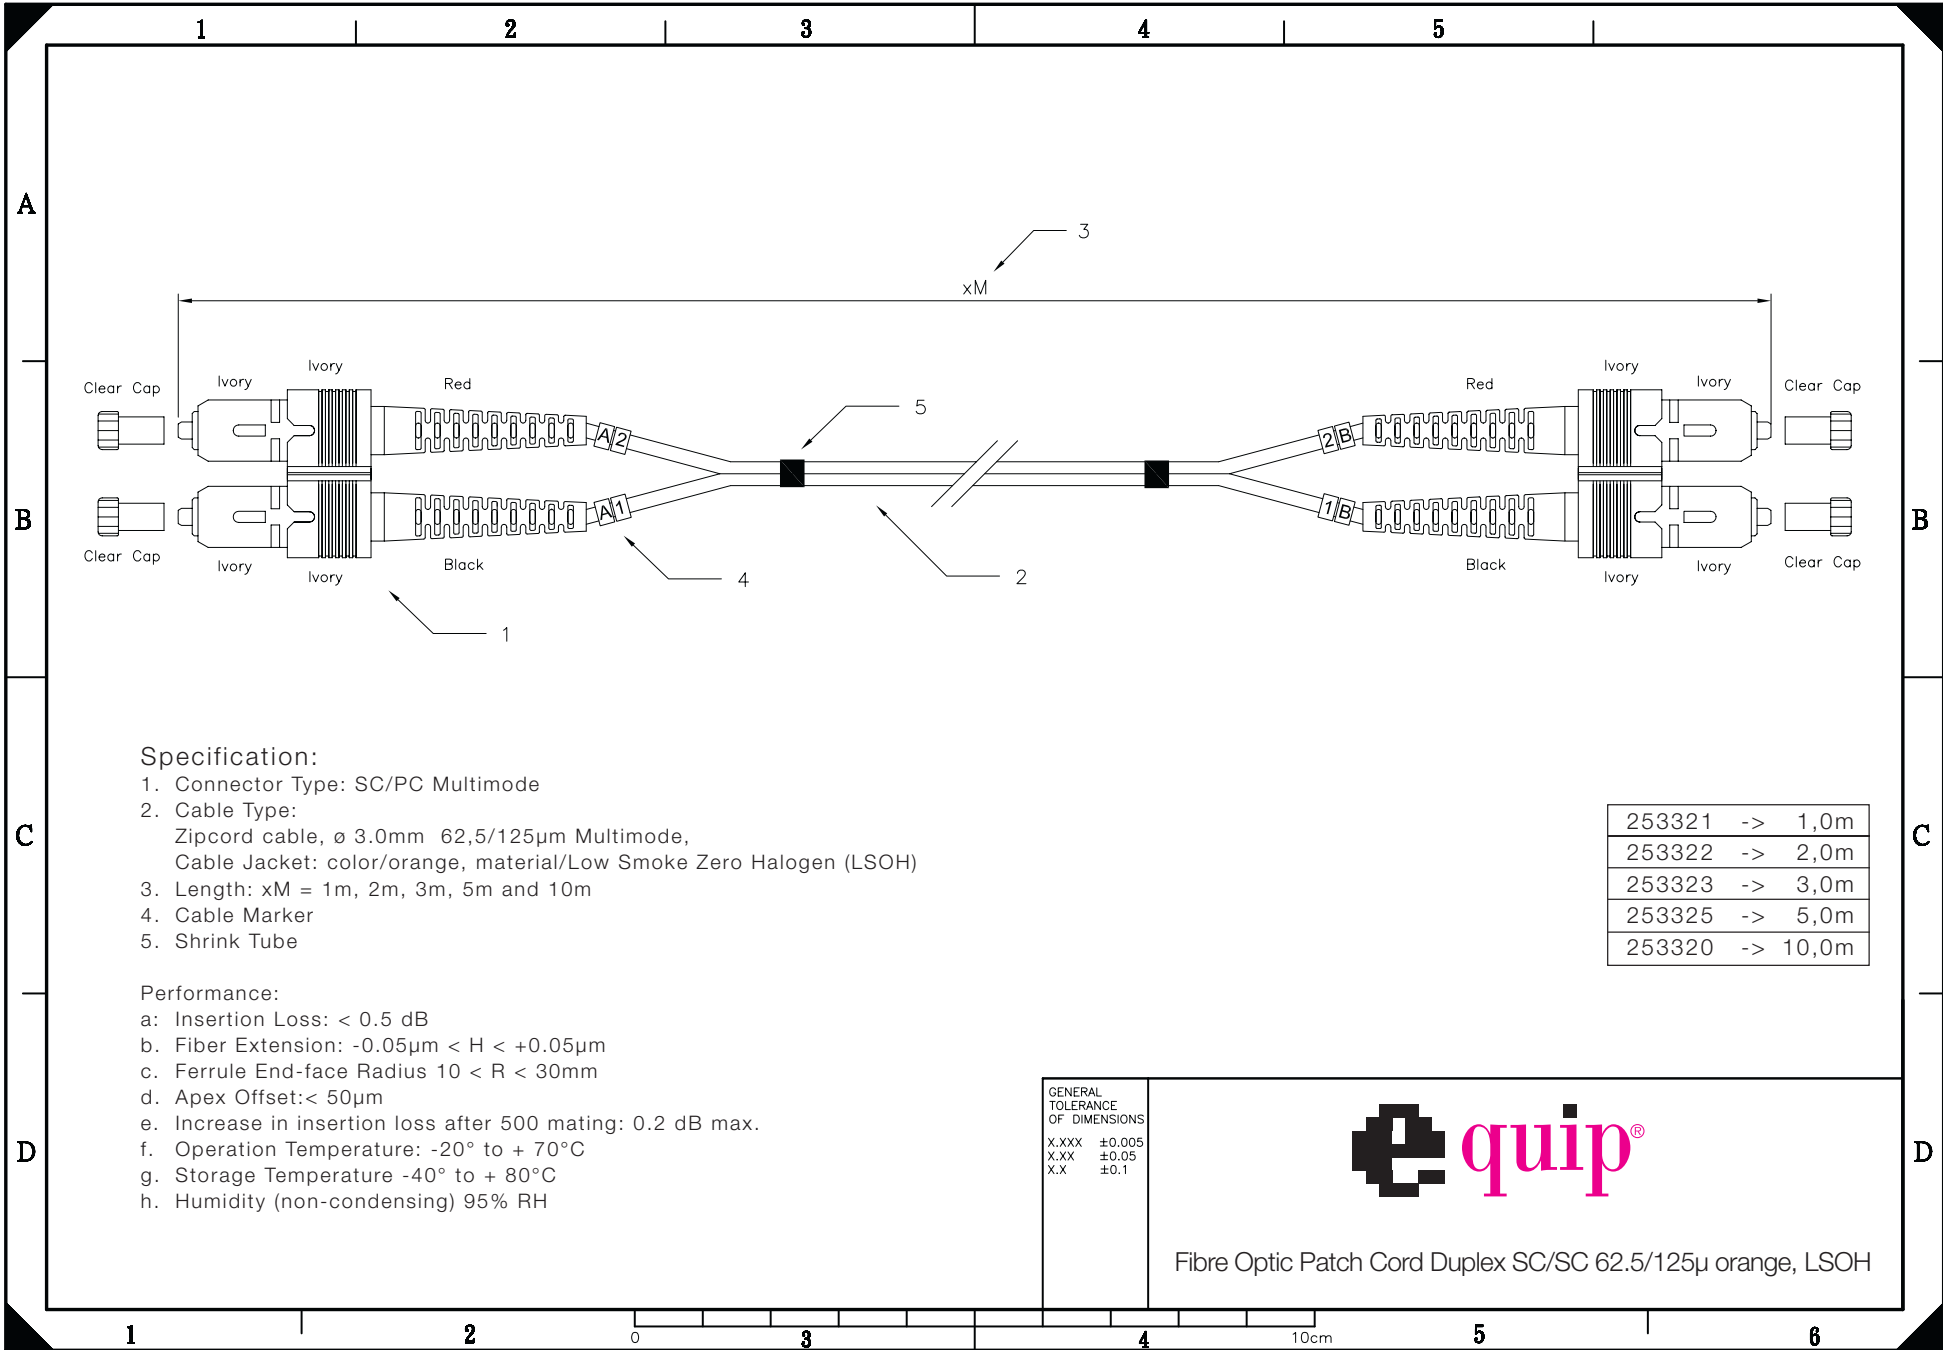 1 2 3 4 5
A
3
xM
Ivory Ivory
Clear Cap Ivory Red Red Ivory Clear Cap
5
A2 2B
B B
A1 1B
Clear Cap Ivory Black Black Ivory Clear Cap
Ivory Ivory
4 2
1
Specification:
1. Connector Type: SC/PC Multimode
2. Cable Type:
Zipcord cable, ø 3.0mm 62,5/125µm Multimode,
Cable Jacket: color/orange, material/Low Smoke Zero Halogen (LSOH)
3. Length: xM = 1m, 2m, 3m, 5m and 10m
4. Cable Marker
5. Shrink Tube
C C
253321 -> 1,0m
253322 -> 2,0m
253323 -> 3,0m
253325 -> 5,0m
253320 -> 10,0m
Performance:
a: Insertion Loss: < 0.5 dB
b. Fiber Extension: -0.05µm < H < +0.05µm
c. Ferrule End-face Radius 10 < R < 30mm
d. Apex Offset:< 50µm
e. Increase in insertion loss after 500 mating: 0.2 dB max.
f. Operation Temperature: -20° to + 70°C
g. Storage Temperature -40° to + 80°C
h. Humidity (non-condensing) 95% RH
D D
GENERAL
TOLERANCE
OF DIMENSIONS
X.XXX ±0.005
X.XX ±0.05
X.X ±0.1
equip®
Fibre Optic Patch Cord Duplex SC/SC 62.5/125µ orange, LSOH
1 2 0 3 4 10cm 5 6